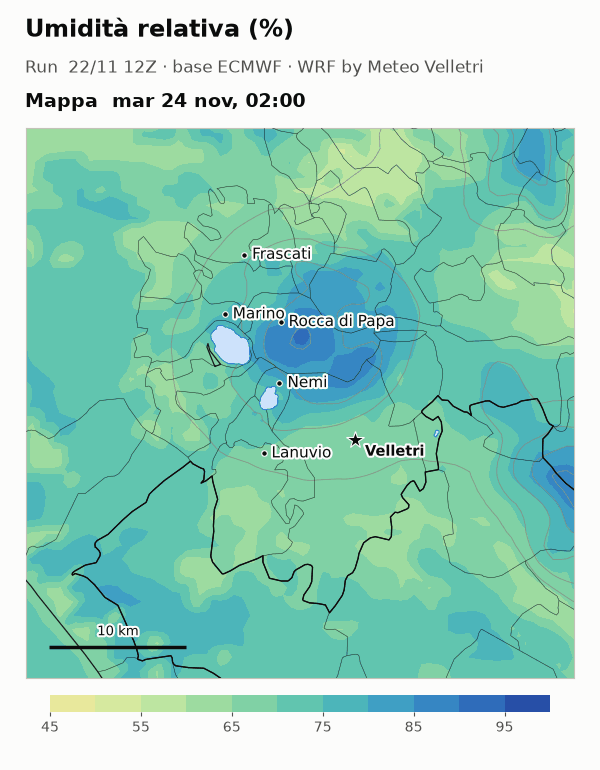 Umidità relativa (%)
Run  22/11 12Z · base ECMWF · WRF by Meteo Velletri
Mappa  mar 24 nov, 02:00
Frascati
Marino
Rocca di Papa
Nemi
Velletri
Lanuvio
10 km
45 55 65 75 85 95